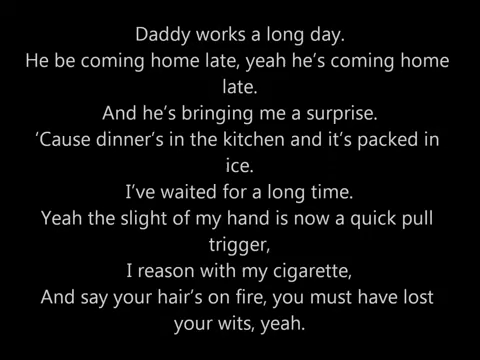 Daddy works a long day.
He be coming home late, yeah he’s coming home
late.
And he’s bringing me a surprise.
‘Cause dinner’s in the kitchen and it’s packed in
ice.
I’ve waited for a long time.
Yeah the slight of my hand is now a quick pull
trigger,
I reason with my cigarette,
And say your hair’s on fire, you must have lost
your wits, yeah.